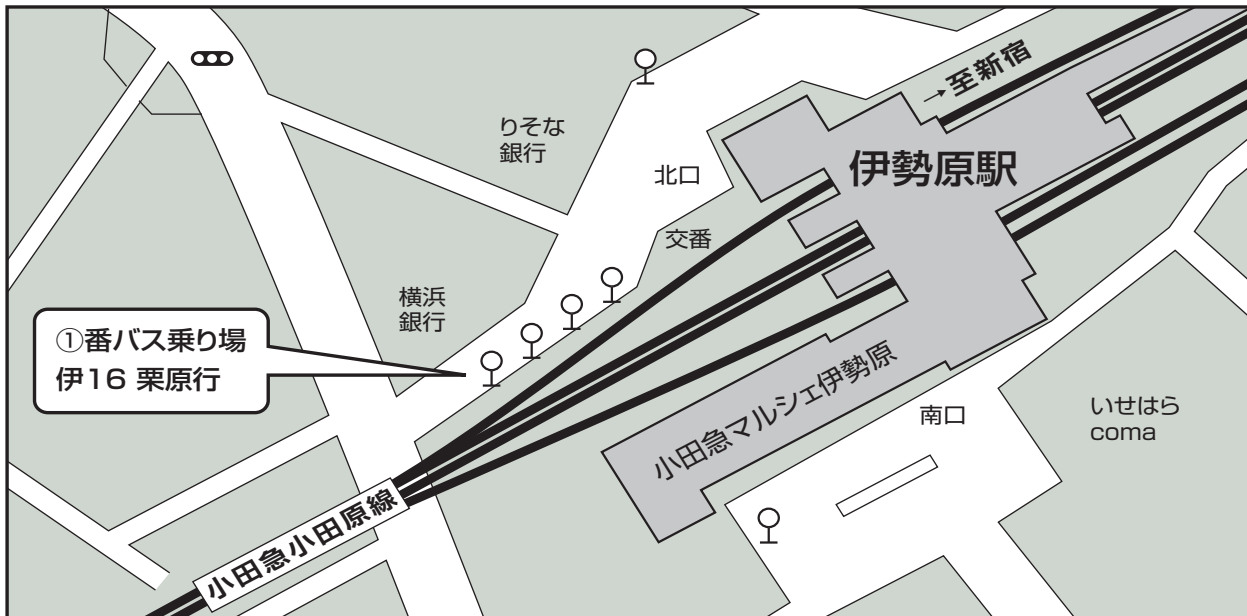 →至新宿
りそな
銀行
北口
伊勢原駅
交番
横浜
銀行
①番バス乗り場
伊16 栗原行
小田急マルシェ伊勢原
南口
いせはら
coma
小田急小田原線